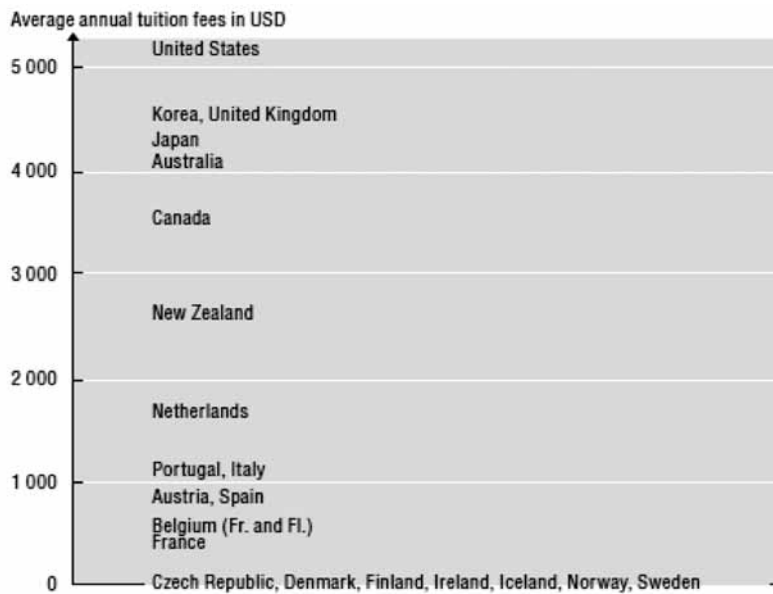 Average annual tuition fees in USD
United States
5 000
Korea, United Kingdom
Japan
Australia
4 000
Canada
3 000
New Zealand
2 000
Netherlands
Portugal, Italy
1 000
Austria, Spain
Belgium (Fr. and Fl.)
France
0
Czech Republic, Denmark, Finland, Ireland, Iceland, Norway, Sweden